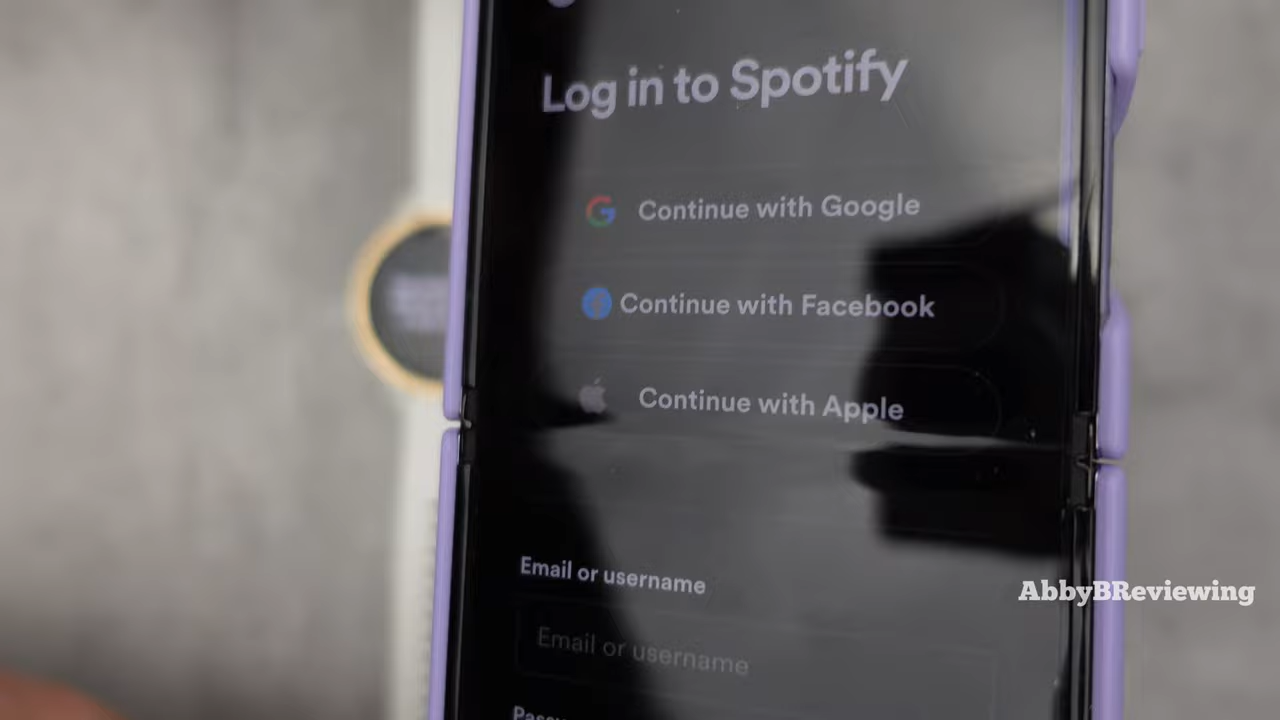 Log in to Spotify
Continue with Google
Continue with Facebook
Continue with Apple
Email or username
AbbyBReviewing
Email or username